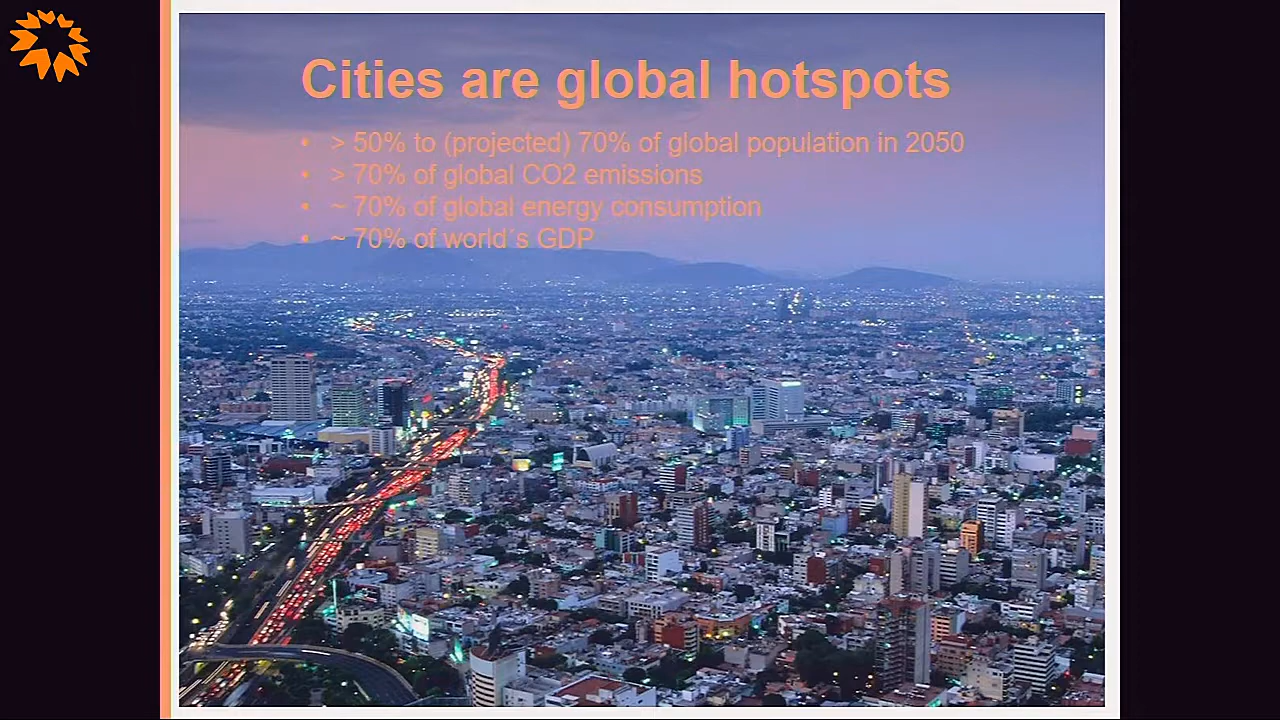 Cities are global hotspots
• > 50% to (projected) 70% of global population in 2050
• > 70% of global CO2 emissions
• ~ 70% of global energy consumption
• ~ 70% of world´s GDP